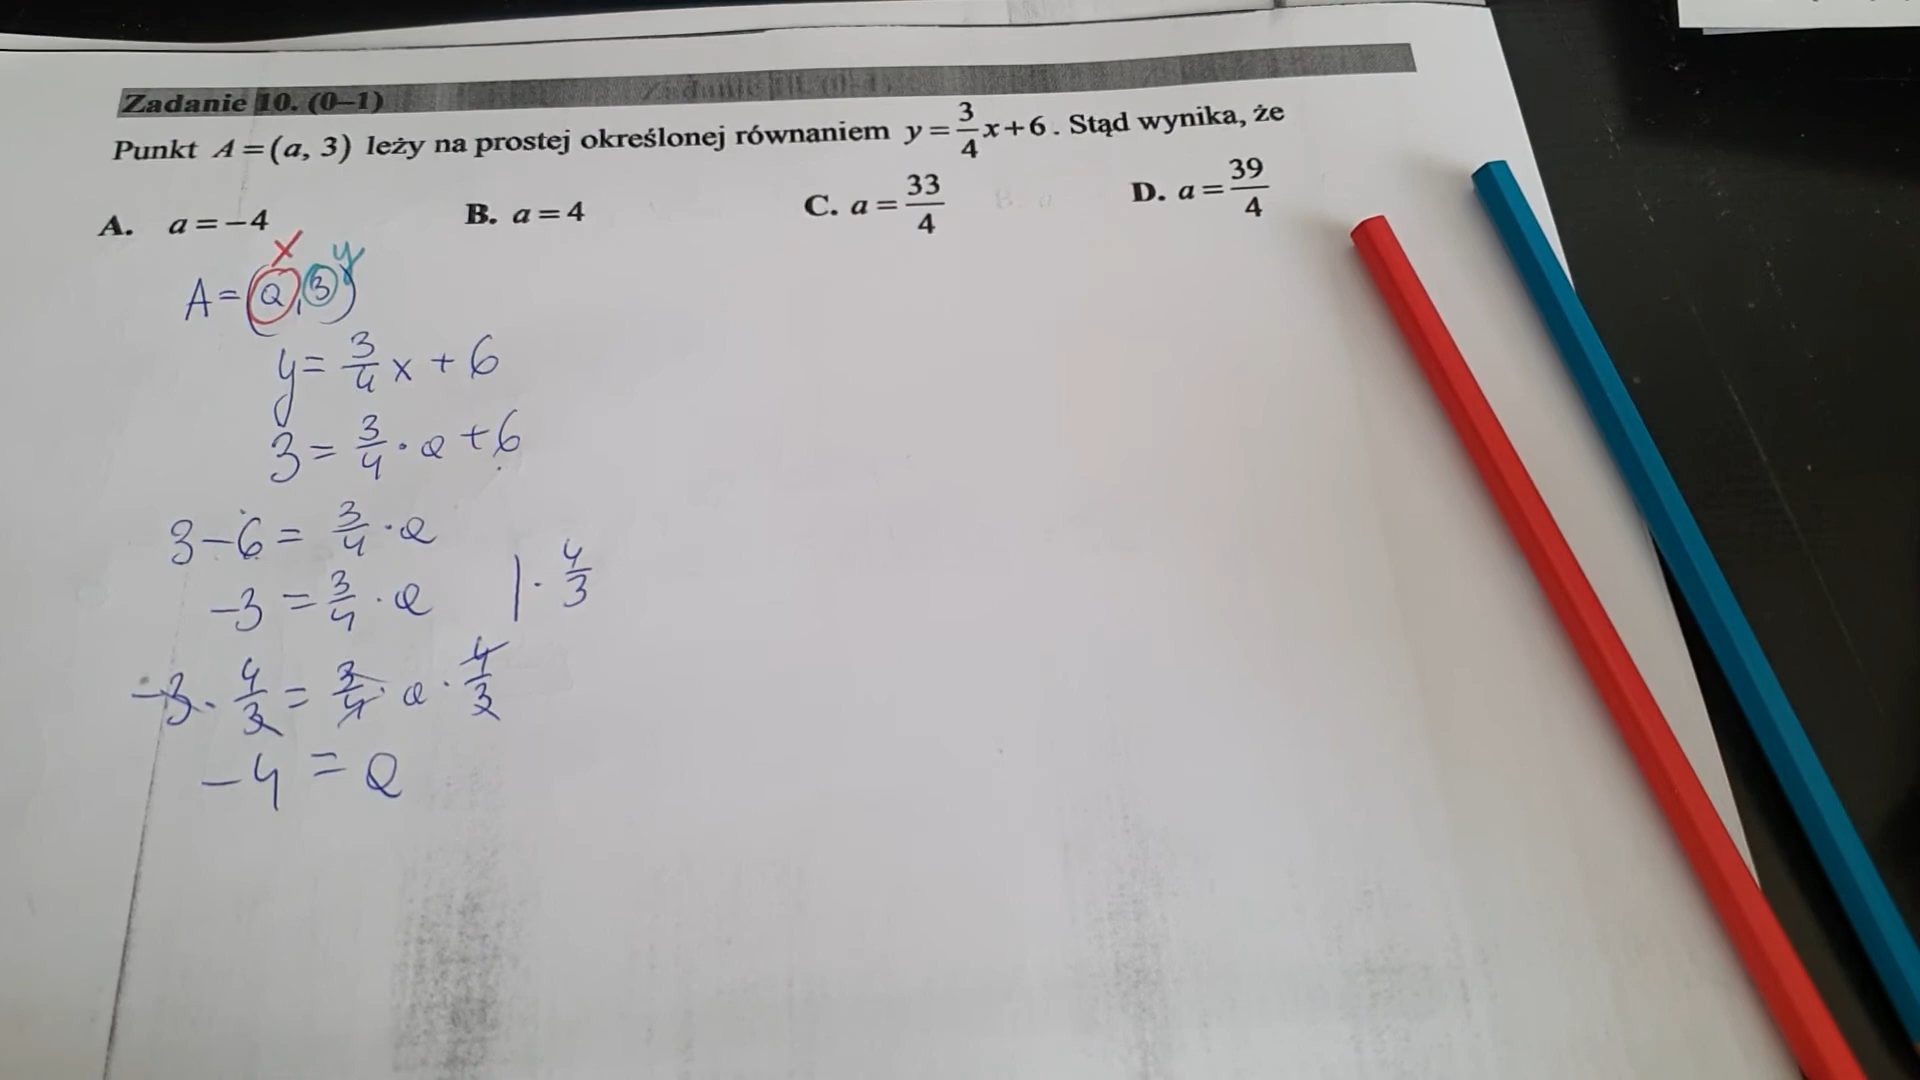 Zadanie 10. (0–1)
Punkt A = (a, 3) leży na prostej określonej równaniem y = 3/4 x + 6. Stąd wynika, że
A. a = −4 B. a = 4 C. a = 33/4 D. a = 39/4
x y
A = (a, 3)
y = 3/4 x + 6
3 = 3/4 · a + 6
3 − 6 = 3/4 · a
−3 = 3/4 · a | · 4/3
−3 · 4/3 = 3/4 · a · 4/3
−4 = a